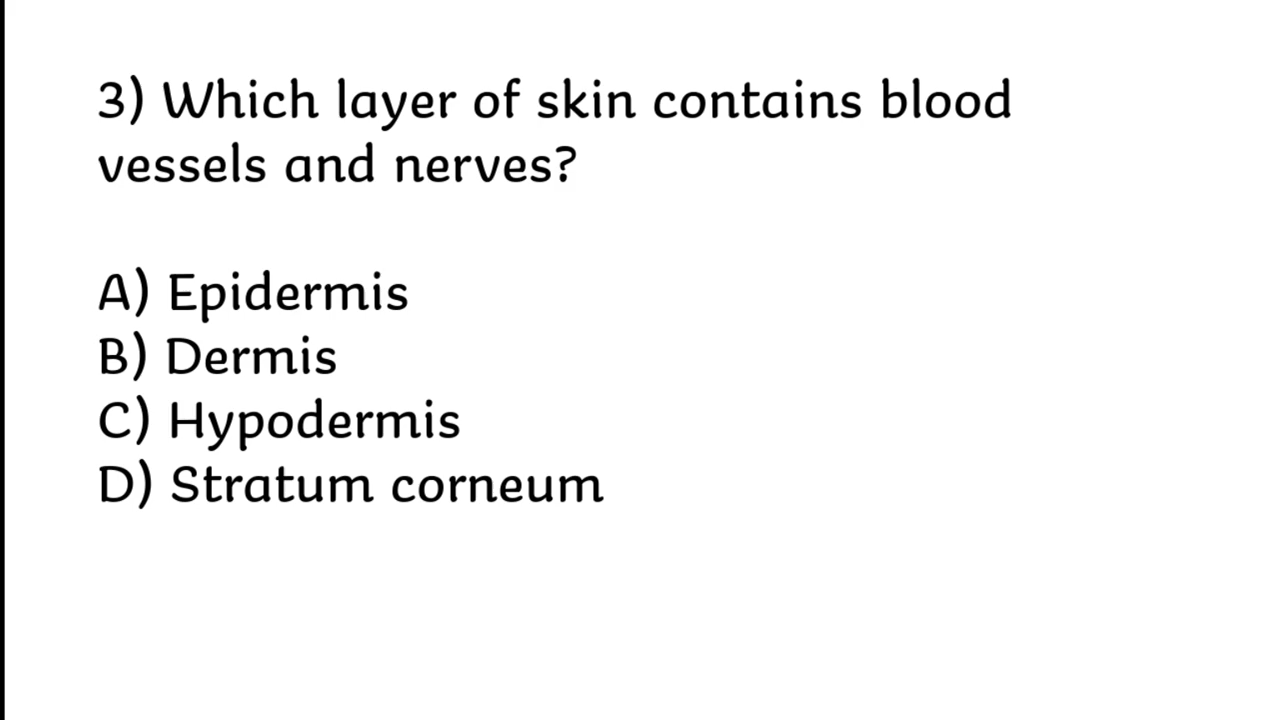 3) Which layer of skin contains blood
vessels and nerves?
A) Epidermis
B) Dermis
C) Hypodermis
D) Stratum corneum